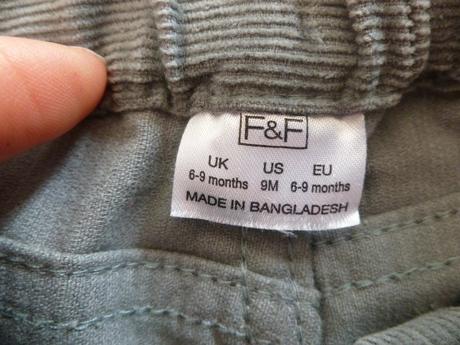 F&F
UK US EU
6-9 months 9M 6-9 months
MADE IN BANGLADESH